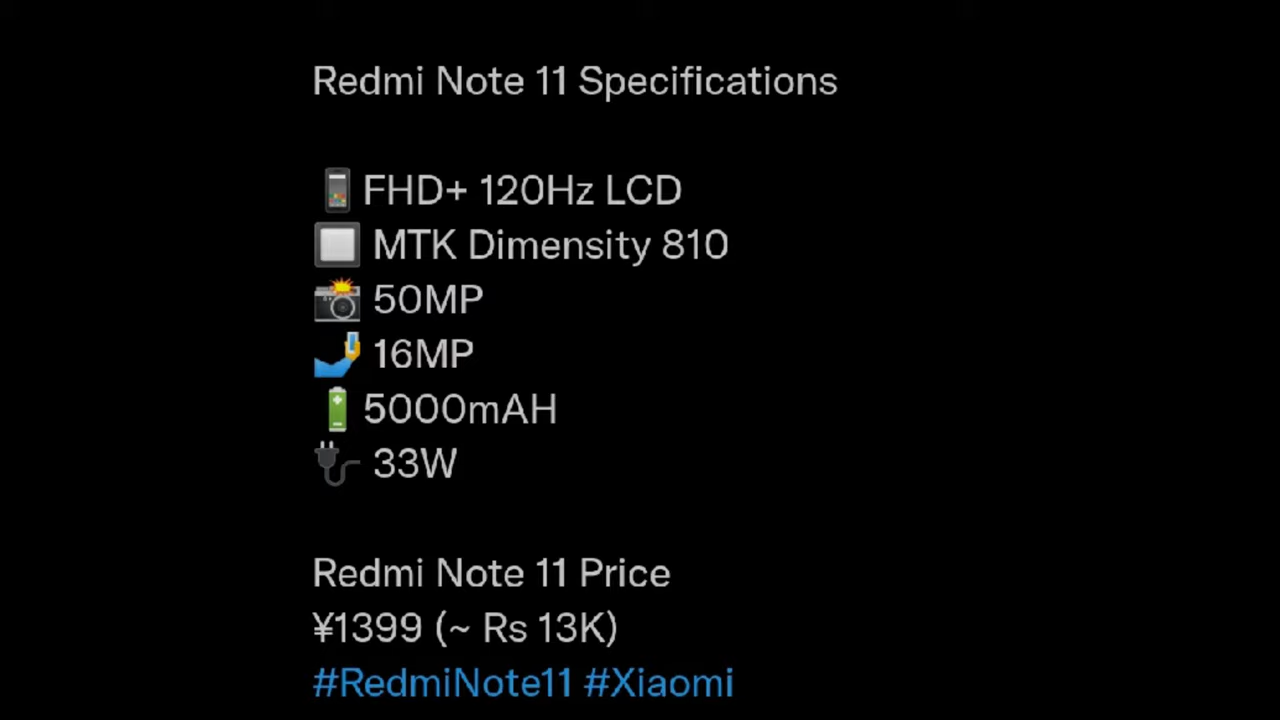 Redmi Note 11 Specifications
📱FHD+ 120Hz LCD
🔲 MTK Dimensity 810
📸 50MP
🤳 16MP
🔋5000mAH
🔌 33W
Redmi Note 11 Price
¥1399 (~ Rs 13K)
#RedmiNote11 #Xiaomi